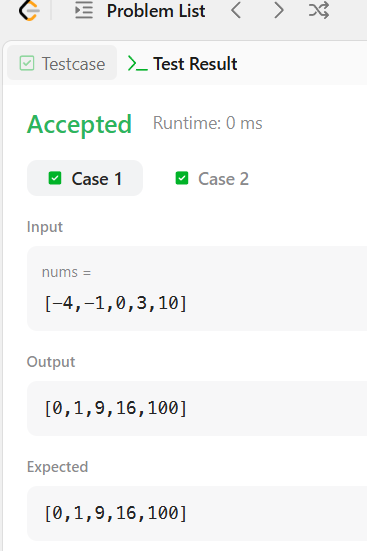 Problem List
Testcase
Test Result
Accepted Runtime: 0 ms
Case 1 Case 2
Input
nums =
[-4,-1,0,3,10]
Output
[0,1,9,16,100]
Expected
[0,1,9,16,100]